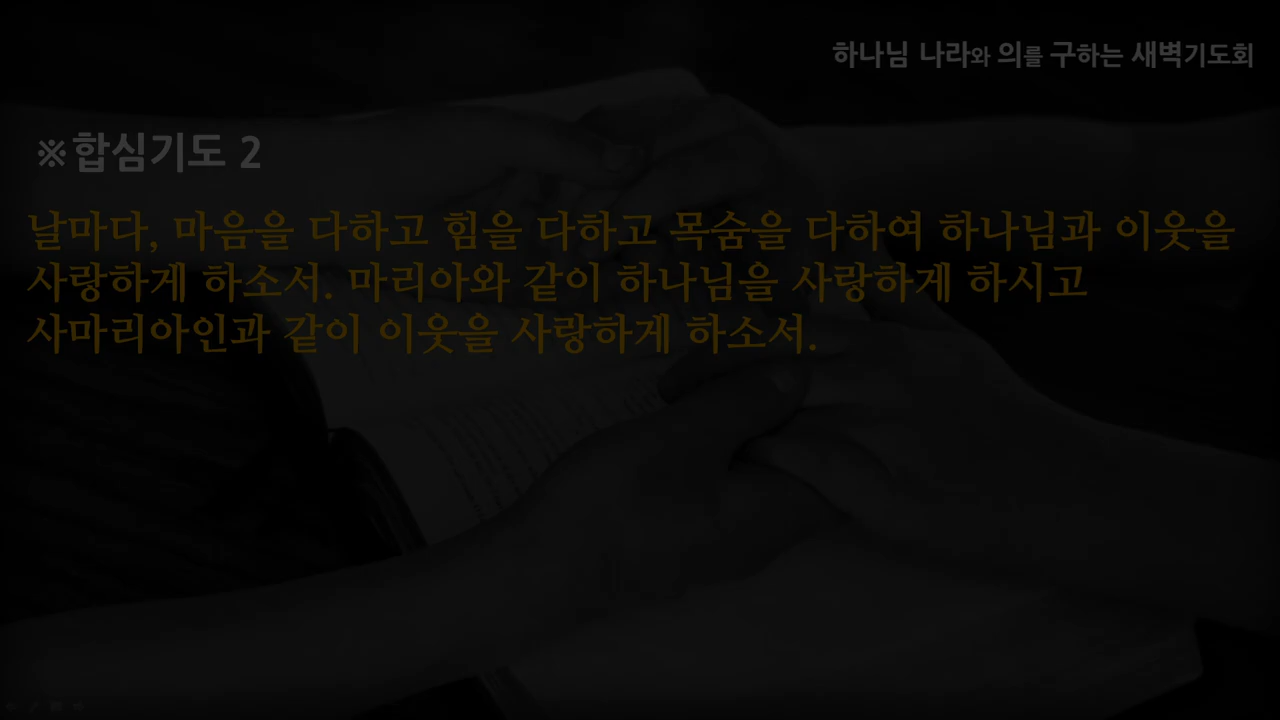 하나님 나라와 의를 구하는 새벽기도회
※합심기도 2
날마다, 마음을 다하고 힘을 다하고 목숨을 다하여 하나님과 이웃을
사랑하게 하소서. 마리아와 같이 하나님을 사랑하게 하시고
사마리아인과 같이 이웃을 사랑하게 하소서.